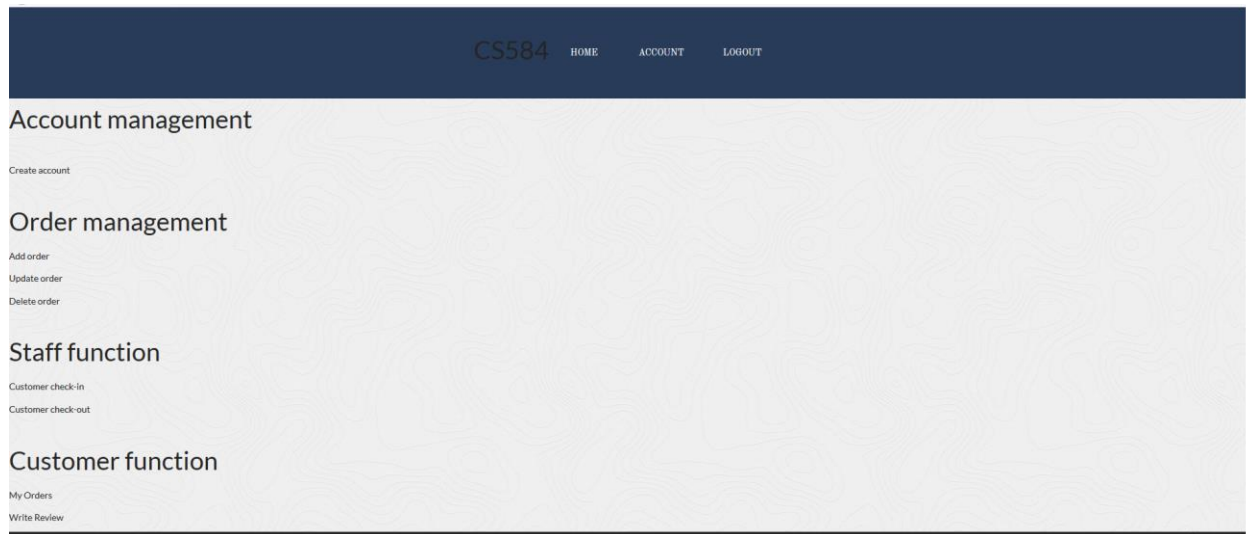 CS584 HOME ACCOUNT LOGOUT
Account management
Create account
Order management
Add order
Update order
Delete order
Staff function
Customer check-in
Customer check-out
Customer function
My Orders
Write Review